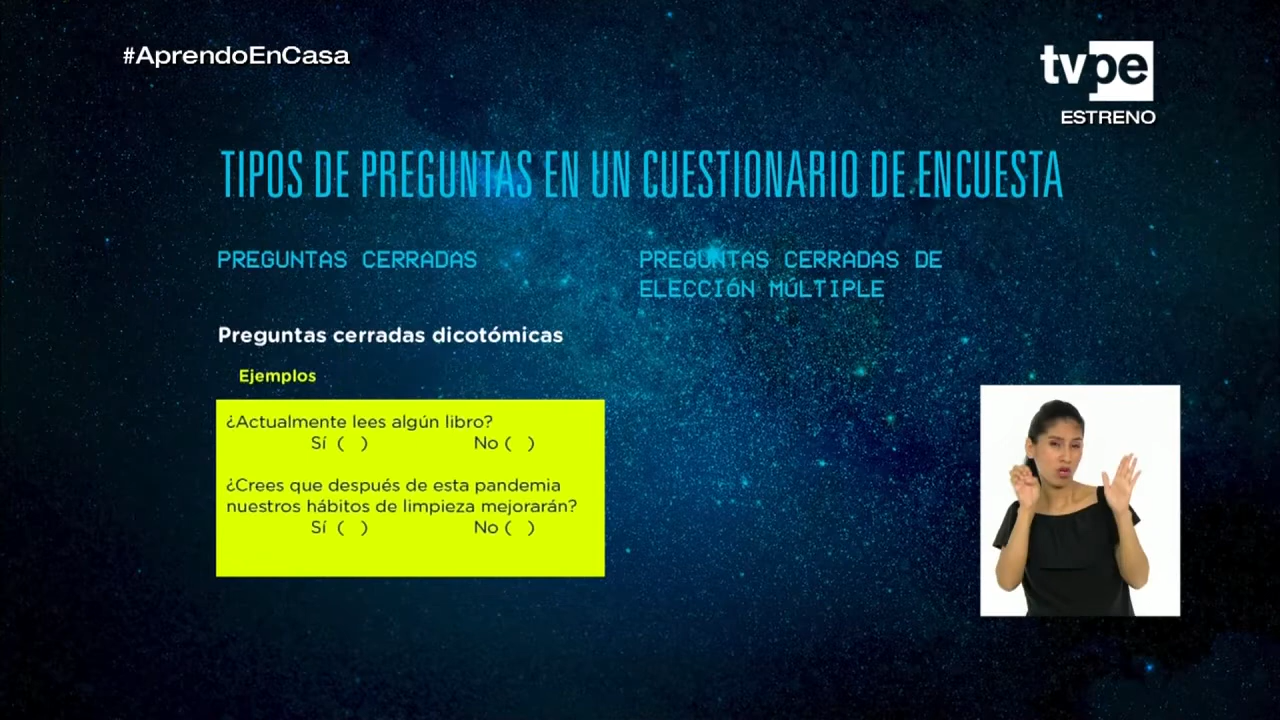 #AprendoEnCasa
tvpe
ESTRENO
TIPOS DE PREGUNTAS EN UN CUESTIONARIO DE ENCUESTA
PREGUNTAS CERRADAS
PREGUNTAS CERRADAS DE
ELECCIÓN MÚLTIPLE
Preguntas cerradas dicotómicas
Ejemplos
¿Actualmente lees algún libro?
Sí ( ) No ( )
¿Crees que después de esta pandemia
nuestros hábitos de limpieza mejorarán?
Sí ( ) No ( )